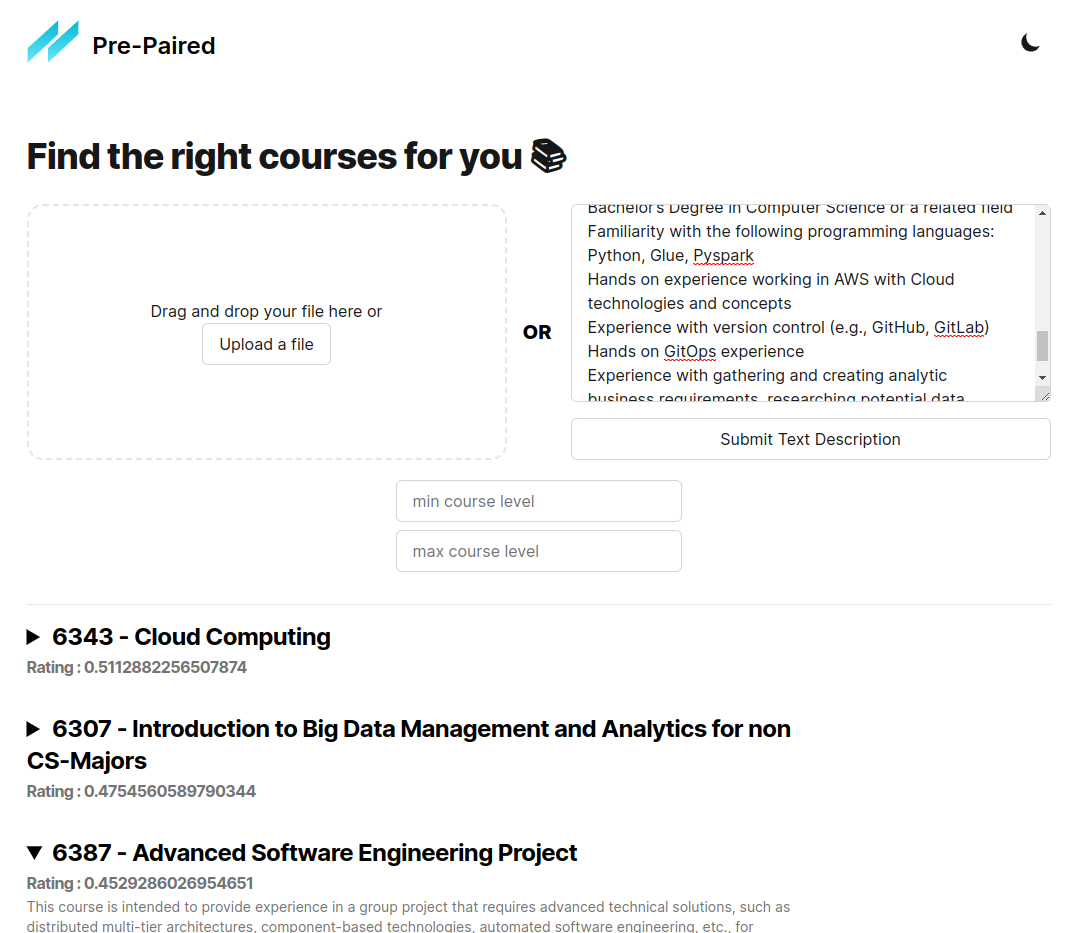 Pre-Paired
Find the right courses for you 📚
Drag and drop your file here or
Upload a file
OR
Bachelor's Degree in Computer Science or a related field
Familiarity with the following programming languages:
Python, Glue, Pyspark
Hands on experience working in AWS with Cloud
technologies and concepts
Experience with version control (e.g., GitHub, GitLab)
Hands on GitOps experience
Experience with gathering and creating analytic
business requirements, researching potential data
Submit Text Description
min course level
max course level
6343 - Cloud Computing
Rating : 0.5112882256507874
6307 - Introduction to Big Data Management and Analytics for non
CS-Majors
Rating : 0.4754560589790344
6387 - Advanced Software Engineering Project
Rating : 0.4529286026954651
This course is intended to provide experience in a group project that requires advanced technical solutions, such as
distributed multi-tier architectures, component-based technologies, automated software engineering, etc., for